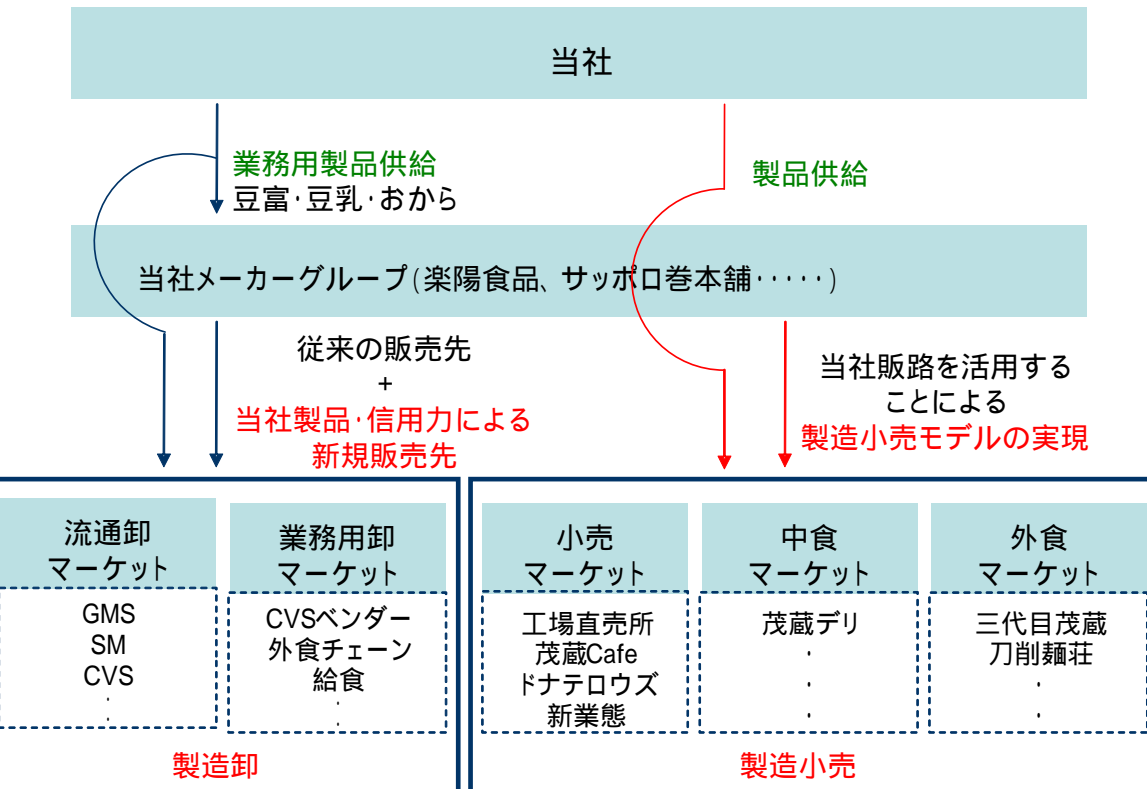 当社
業務用製品供給
豆富・豆乳・おから
製品供給
当社メーカーグループ(楽陽食品、サッポロ巻本舗・・・・・)
従来の販売先
+
当社製品・信用力による
新規販売先
当社販路を活用する
ことによる
製造小売モデルの実現
流通卸
マーケット
GMS
SM
CVS
・
・
業務用卸
マーケット
CVSベンダー
外食チェーン
給食
・
・
製造卸
小売
マーケット
工場直売所
茂蔵Cafe
ドナテロウズ
新業態
中食
マーケット
茂蔵デリ
・
・
・
外食
マーケット
三代目茂蔵
刀削麺荘
・
・
製造小売